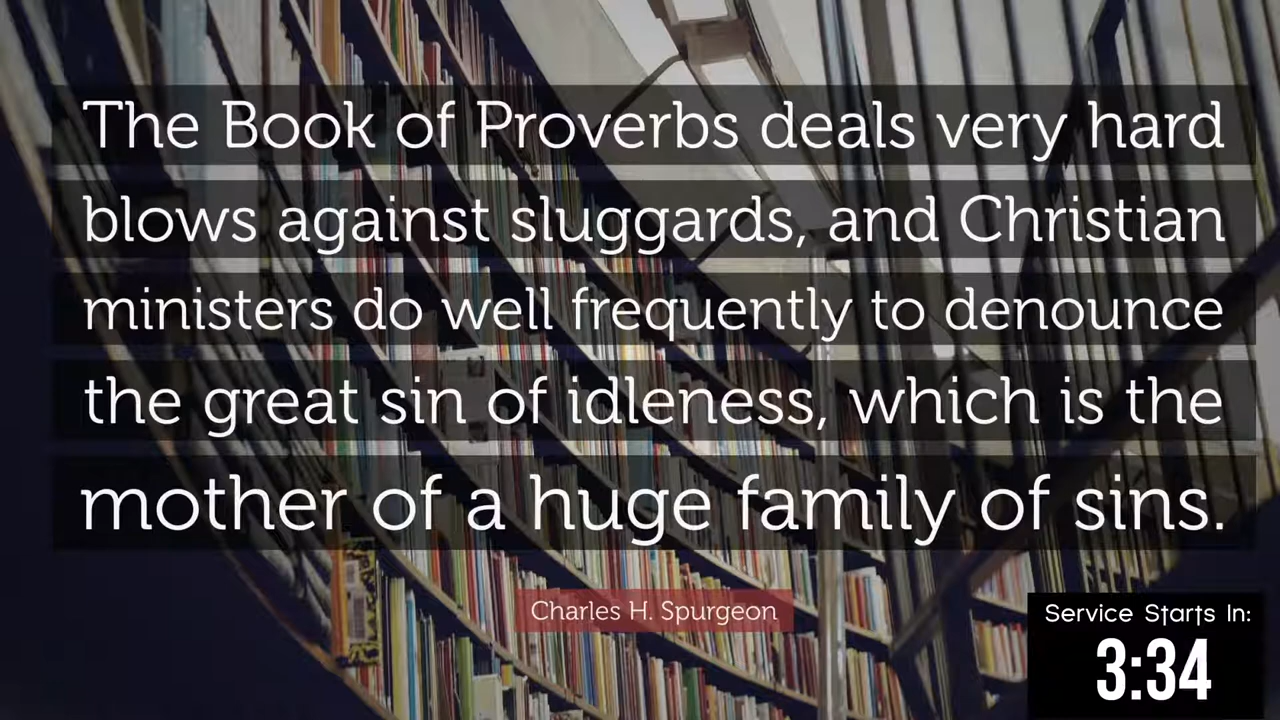 The Book of Proverbs deals very hard
blows against sluggards, and Christian
ministers do well frequently to denounce
the great sin of idleness, which is the
mother of a huge family of sins.
Charles H. Spurgeon
Service Starts In:
3:34